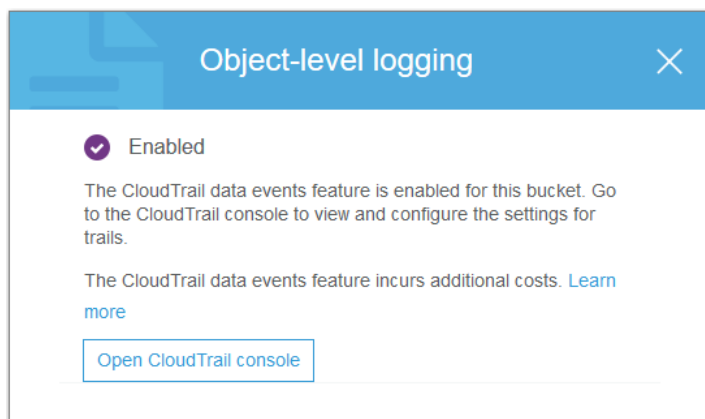 Object-level logging
Enabled
The CloudTrail data events feature is enabled for this bucket. Go
to the CloudTrail console to view and configure the settings for
trails.
The CloudTrail data events feature incurs additional costs. Learn
more
Open CloudTrail console